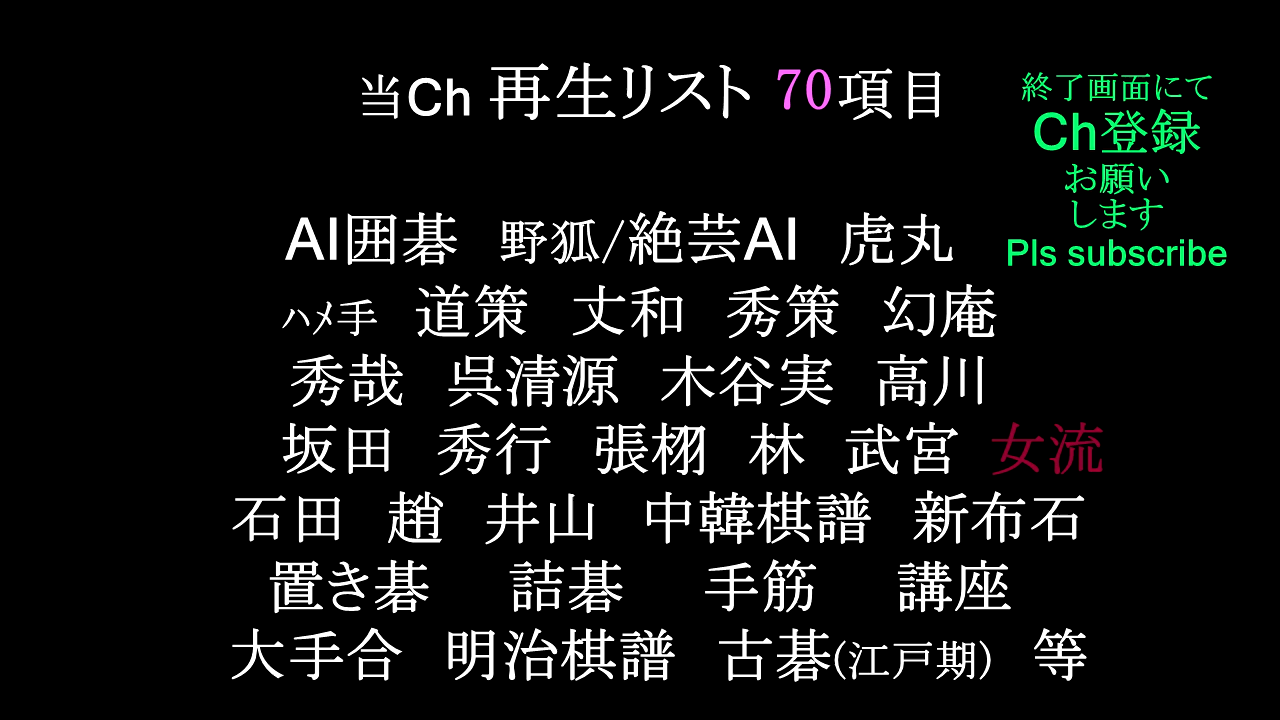 当Ch 再生リスト 70項目
終了画面にて
Ch登録
お願い
します
Pls subscribe
AI囲碁 野狐/絶芸AI 虎丸
ハメ手 道策 丈和 秀策 幻庵
秀哉 呉清源 木谷実 高川
坂田 秀行 張栩 林 武宮 女流
石田 趙 井山 中韓棋譜 新布石
置き碁 詰碁 手筋 講座
大手合 明治棋譜 古碁(江戸期) 等